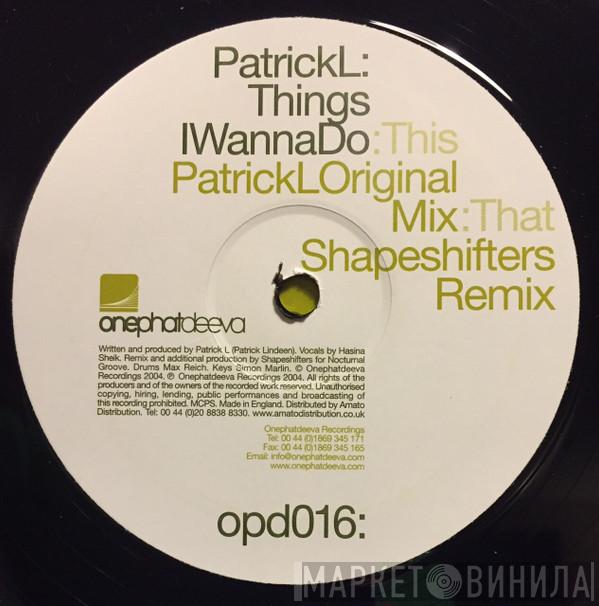 PatrickL:
Things
IWannaDo:This
PatrickLOriginal
Mix:That
Shapeshifters
Remix
onephatdeeva
Written and produced by Patrick L (Patrick Lindeen). Vocals by Hasina
Sheik. Remix and additional production by Shapeshifters for Nocturnal
Groove. Drums Max Reich. Keys Simon Marlin. © Onephatdeeva
Recordings 2004. ℗ Onephatdeeva Recordings 2004. All rights of the
producers and of the owners of the recorded work reserved. Unauthorised
copying, hiring, lending, public performances and broadcasting of
this recording prohibited. MCPS. Made in England. Distributed by Amato
Distribution. Tel: 00 44 (0)20 8838 8330. www.amatodistribution.co.uk
Onephatdeeva Recordings
Tel: 00 44 (0)1869 345 171
Fax: 00 44 (0)1869 345 165
Email: info@onephatdeeva.com
www.onephatdeeva.com
opd016:
МАРКЕТ ВИНИЛА